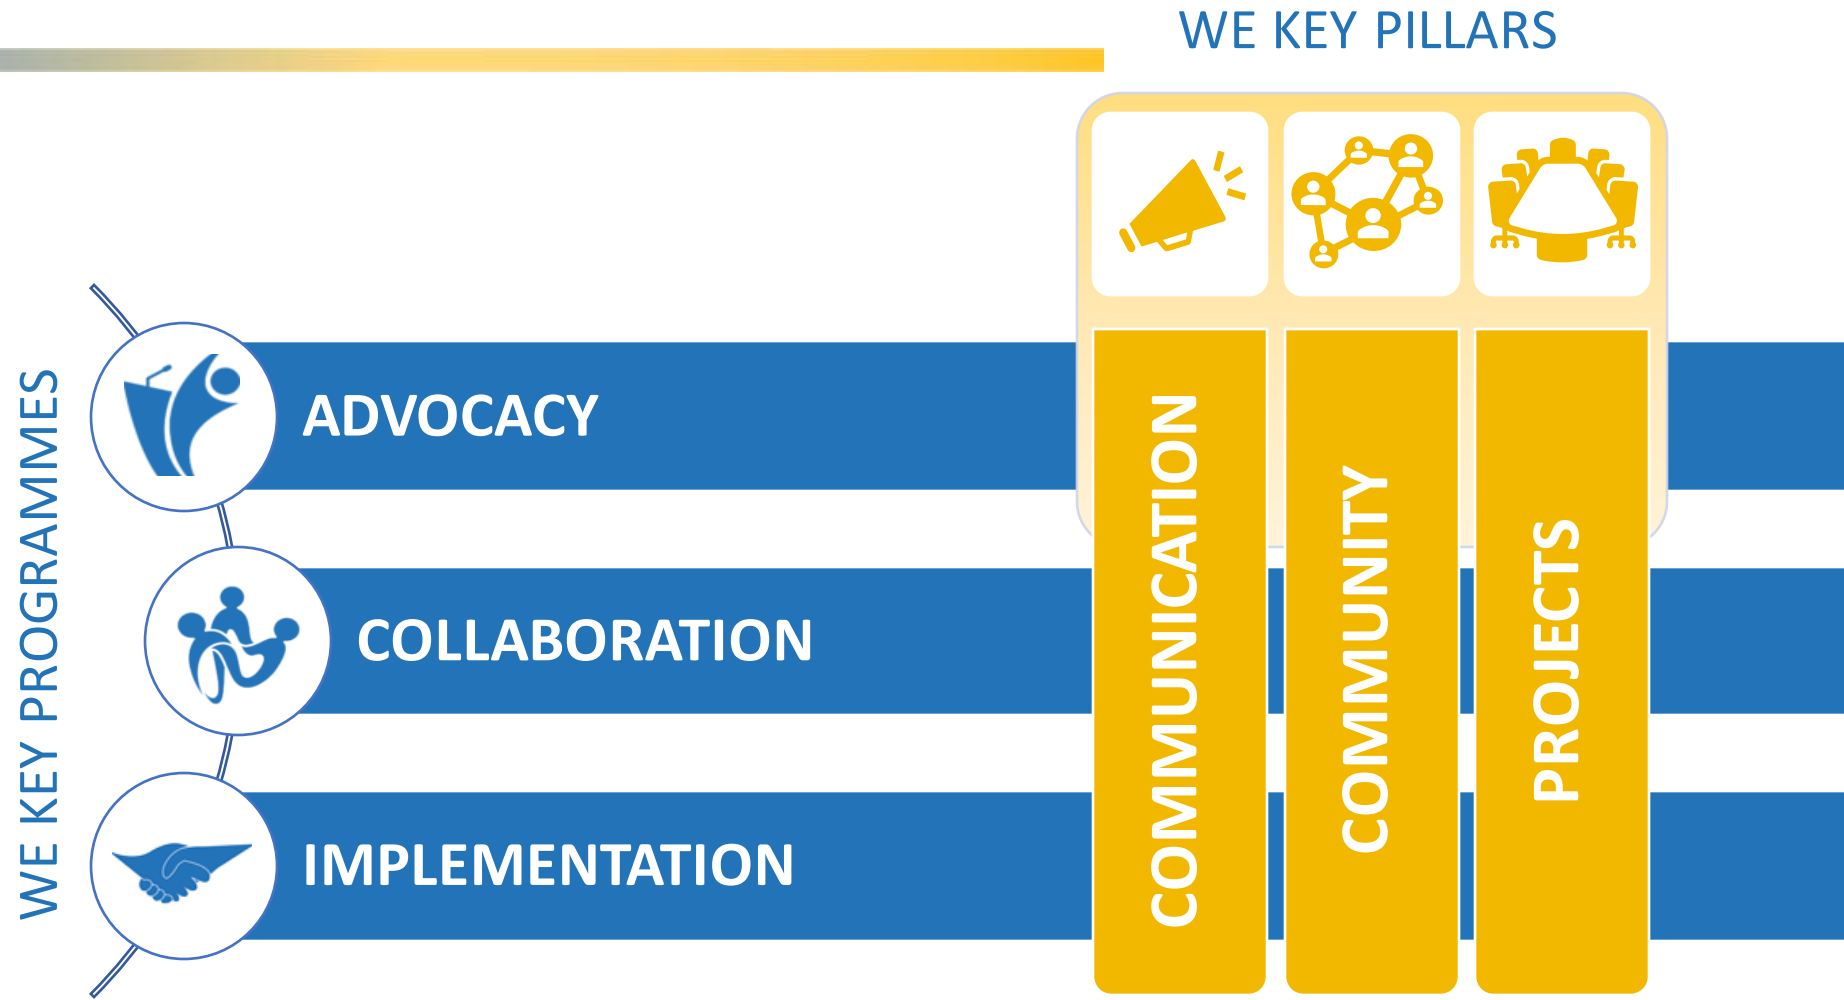 WE KEY PILLARS
WE KEY PROGRAMMES
ADVOCACY
COLLABORATION
IMPLEMENTATION
COMMUNICATION
COMMUNITY
PROJECTS